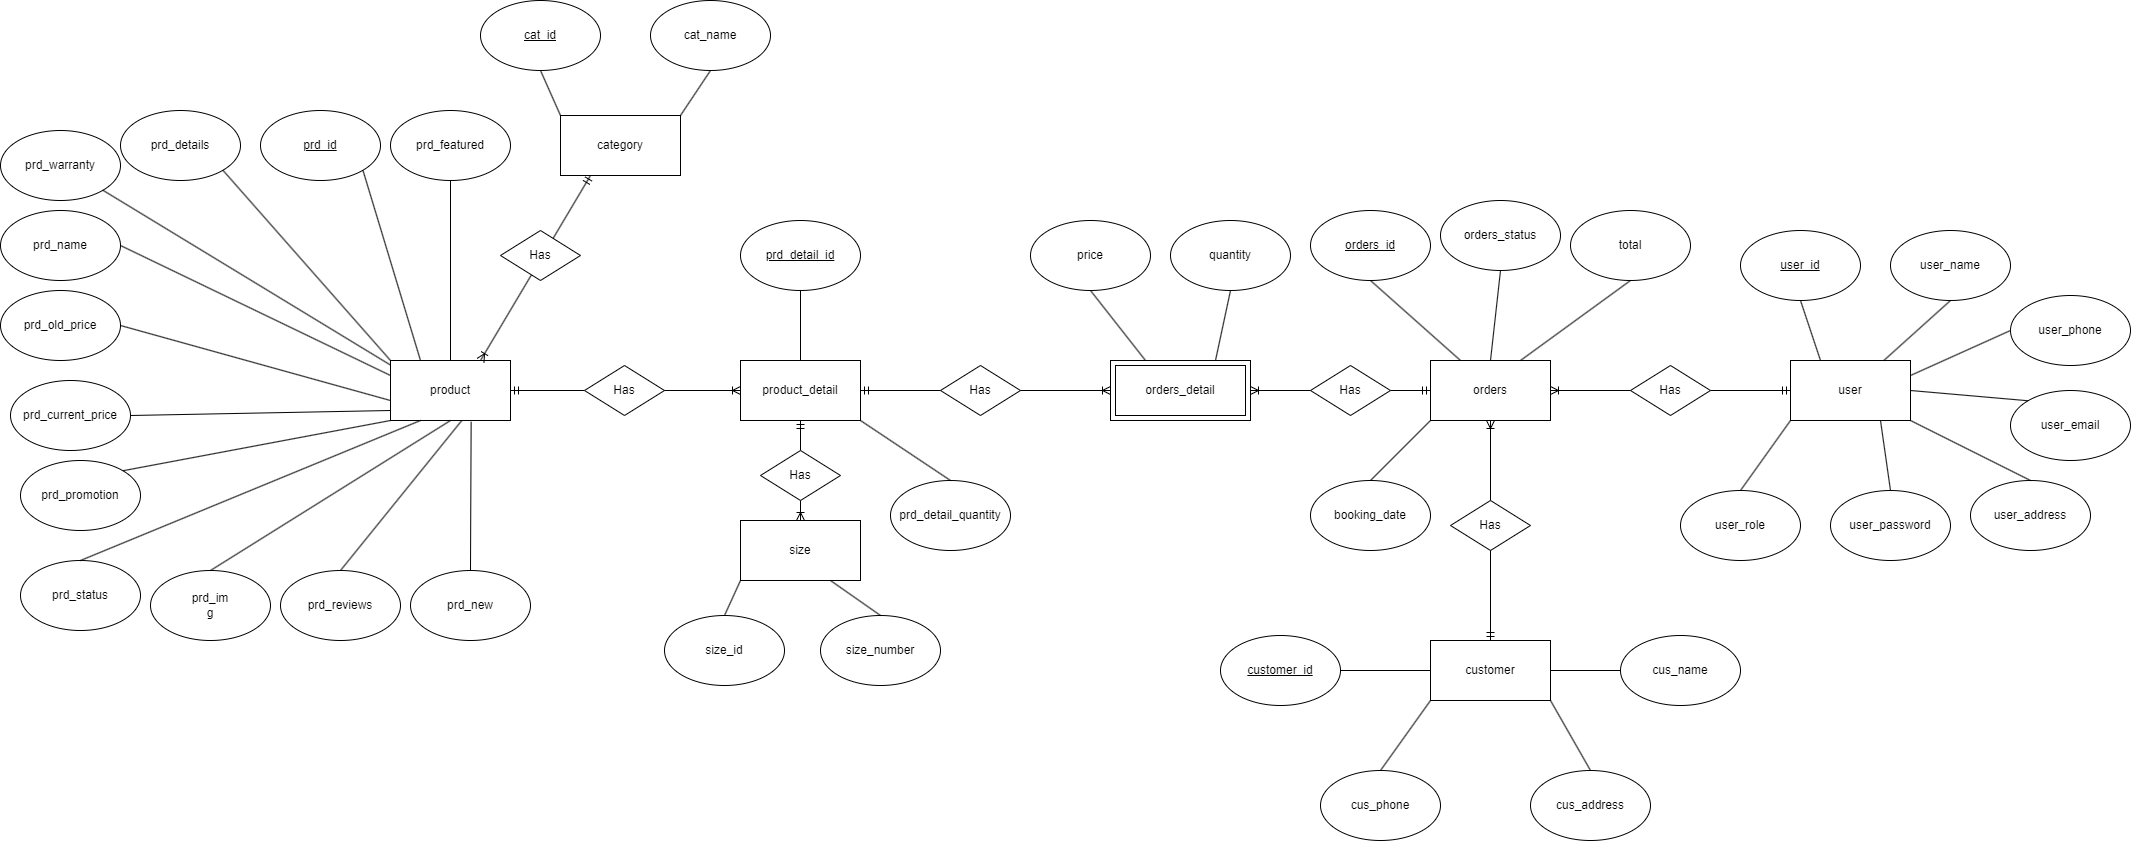 cat_id
cat_name
prd_details
prd_id
prd_featured
category
prd_warranty
prd_name
Has
prd_detail_id
price
quantity
orders_id
orders_status
total
user_id
user_name
prd_old_price
user_phone
product
Has
product_detail
Has
orders_detail
Has
orders
Has
user
prd_current_price
user_email
prd_promotion
Has
prd_detail_quantity
booking_date
Has
user_role
user_password
user_address
size
prd_status
prd_im
g
prd_reviews
prd_new
size_id
size_number
customer_id
customer
cus_name
cus_phone
cus_address